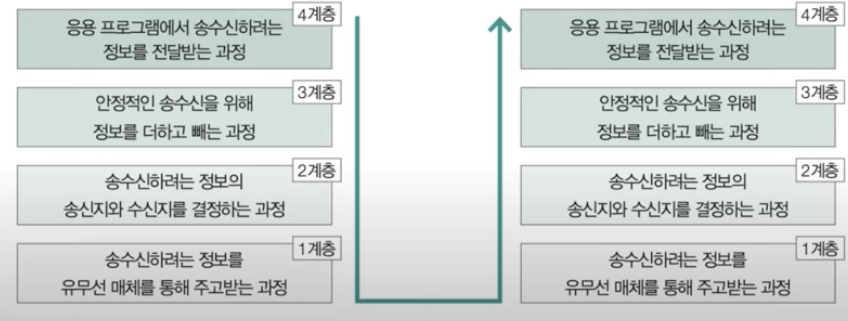 4계층
응용 프로그램에서 송수신하려는
정보를 전달받는 과정
3계층
안정적인 송수신을 위해
정보를 더하고 빼는 과정
2계층
송수신하려는 정보의
송신지와 수신지를 결정하는 과정
1계층
송수신하려는 정보를
유무선 매체를 통해 주고받는 과정
4계층
응용 프로그램에서 송수신하려는
정보를 전달받는 과정
3계층
안정적인 송수신을 위해
정보를 더하고 빼는 과정
2계층
송수신하려는 정보의
송신지와 수신지를 결정하는 과정
1계층
송수신하려는 정보를
유무선 매체를 통해 주고받는 과정